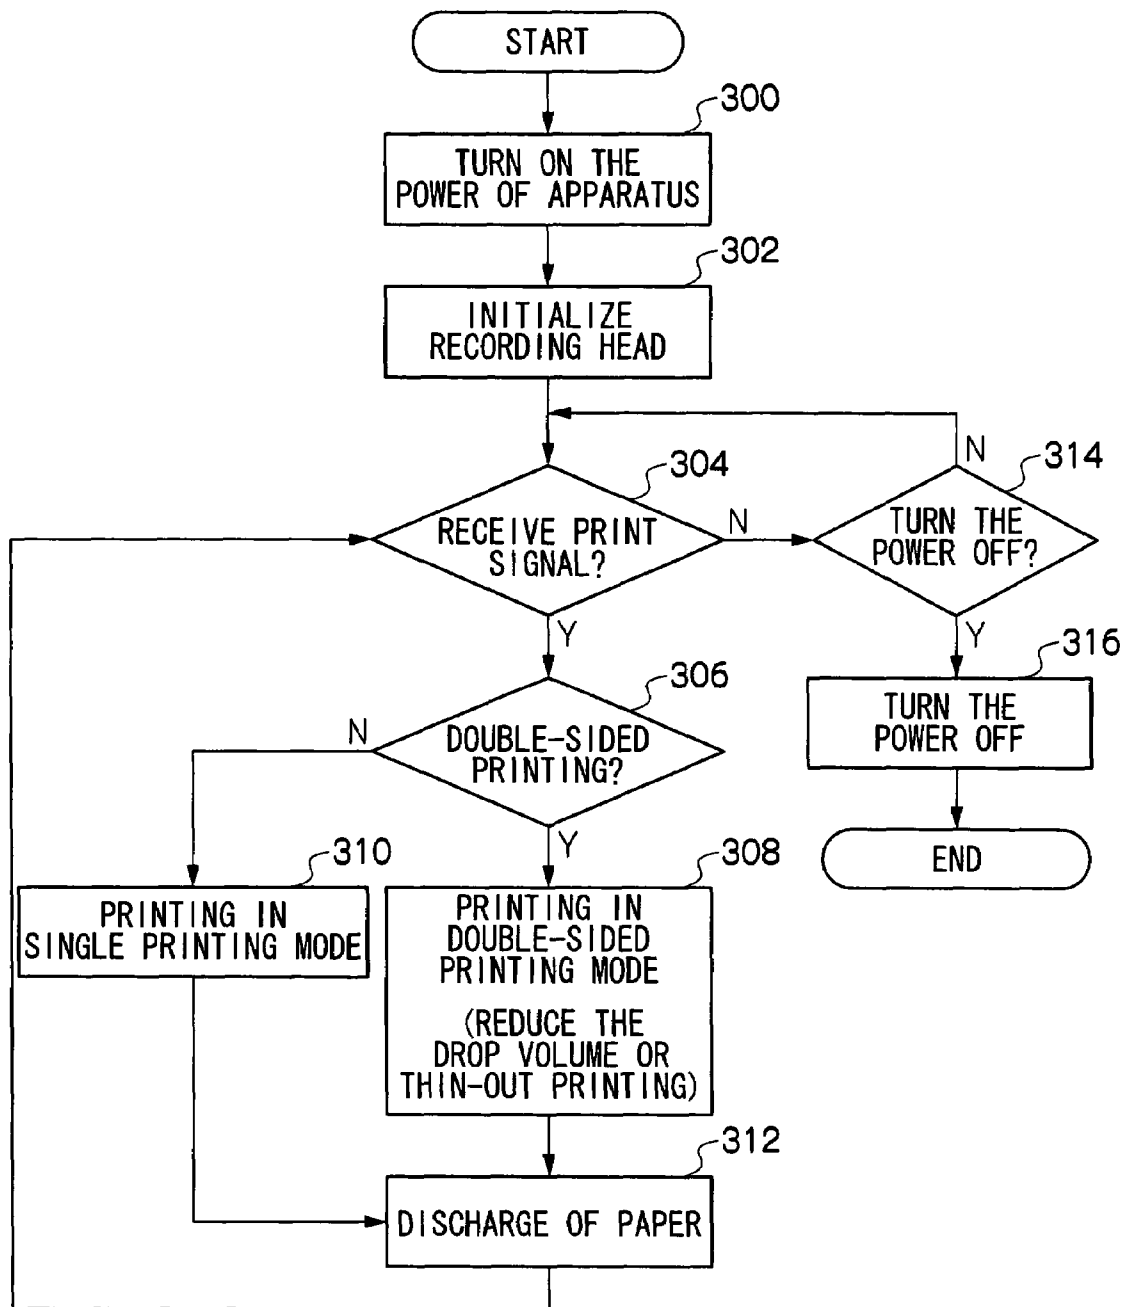 START
300
TURN ON THE
POWER OF APPARATUS
302
INITIALIZE
RECORDING HEAD
304
RECEIVE PRINT
SIGNAL?
N
Y
N
314
TURN THE
POWER OFF?
Y
316
TURN THE
POWER OFF
END
306
DOUBLE-SIDED
PRINTING?
N
Y
310
PRINTING IN
SINGLE PRINTING MODE
308
PRINTING IN
DOUBLE-SIDED
PRINTING MODE
(REDUCE THE
DROP VOLUME OR
THIN-OUT PRINTING)
312
DISCHARGE OF PAPER